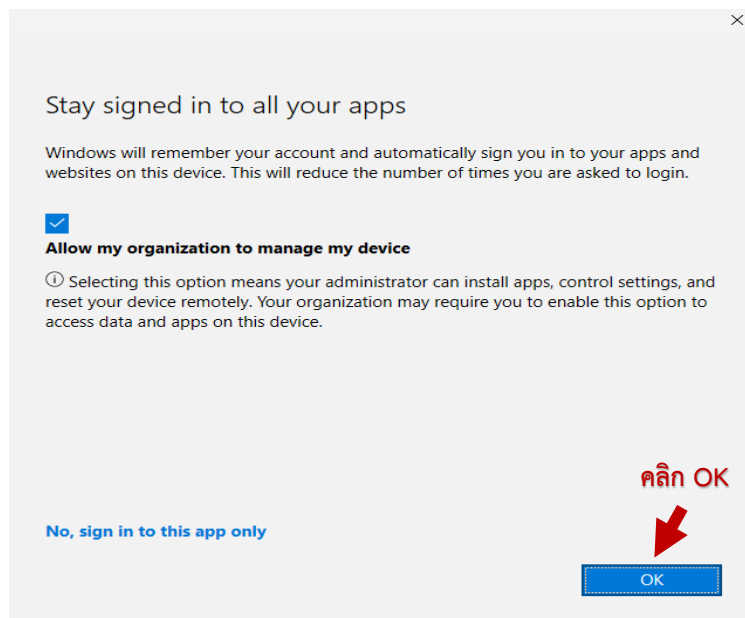 Stay signed in to all your apps
Windows will remember your account and automatically sign you in to your apps and
websites on this device. This will reduce the number of times you are asked to login.
Allow my organization to manage my device
Selecting this option means your administrator can install apps, control settings, and
reset your device remotely. Your organization may require you to enable this option to
access data and apps on this device.
คลิก OK
No, sign in to this app only
OK